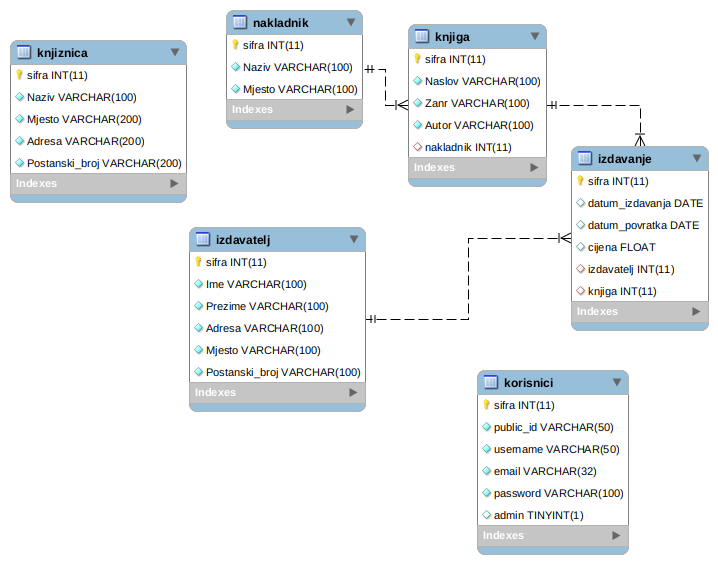 knjiznica
sifra INT(11)
Naziv VARCHAR(100)
Mjesto VARCHAR(200)
Adresa VARCHAR(200)
Postanski_broj VARCHAR(200)
Indexes
nakladnik
sifra INT(11)
Naziv VARCHAR(100)
Mjesto VARCHAR(100)
Indexes
knjiga
sifra INT(11)
Naslov VARCHAR(100)
Zanr VARCHAR(100)
Autor VARCHAR(100)
nakladnik INT(11)
Indexes
izdavanje
sifra INT(11)
datum_izdavanja DATE
datum_povratka DATE
cijena FLOAT
izdavatelj INT(11)
knjiga INT(11)
Indexes
izdavatelj
sifra INT(11)
Ime VARCHAR(100)
Prezime VARCHAR(100)
Adresa VARCHAR(100)
Mjesto VARCHAR(100)
Postanski_broj VARCHAR(100)
Indexes
korisnici
sifra INT(11)
public_id VARCHAR(50)
username VARCHAR(50)
email VARCHAR(32)
password VARCHAR(100)
admin TINYINT(1)
Indexes